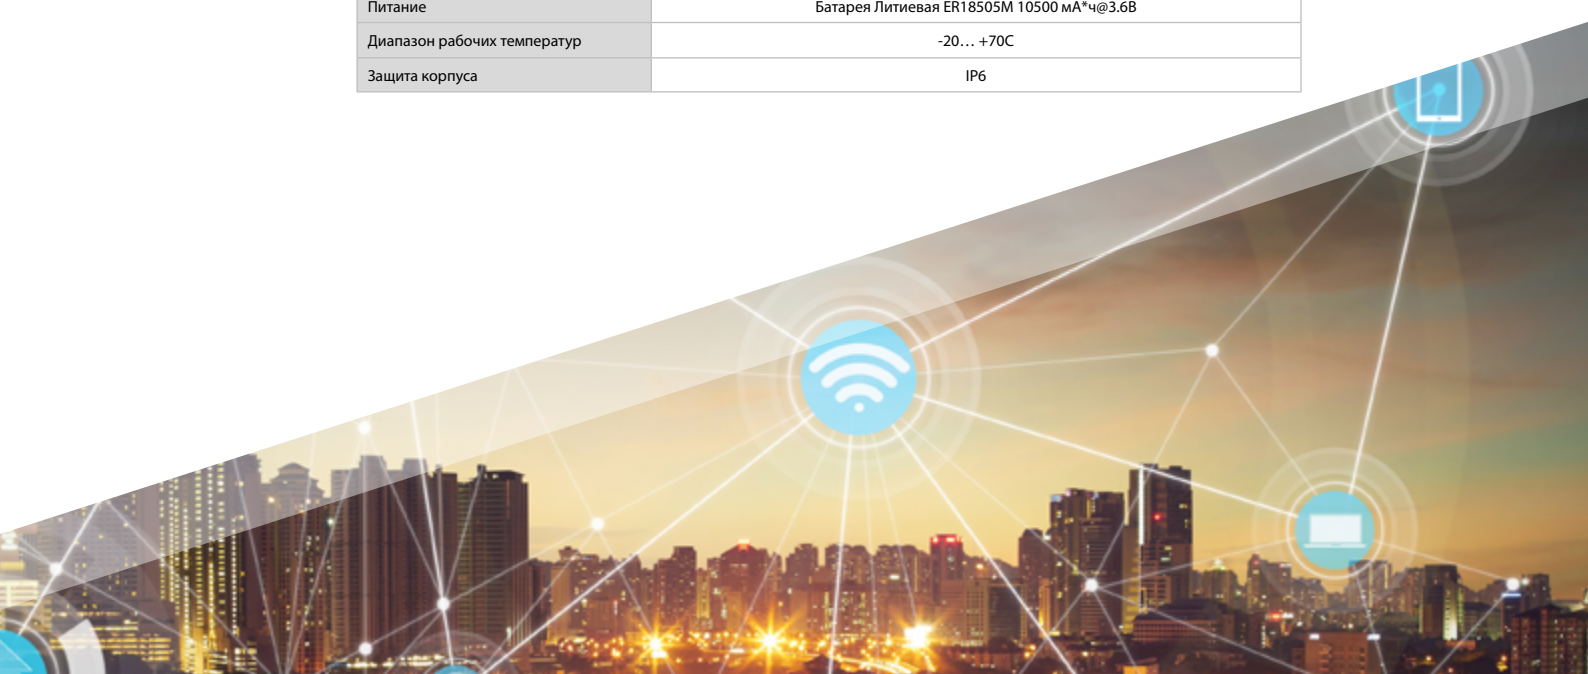 Питание Батарея Литиевая ER18505M 10500 мА*ч@3.6В
Диапазон рабочих температур -20… +70С
Защита корпуса IP6